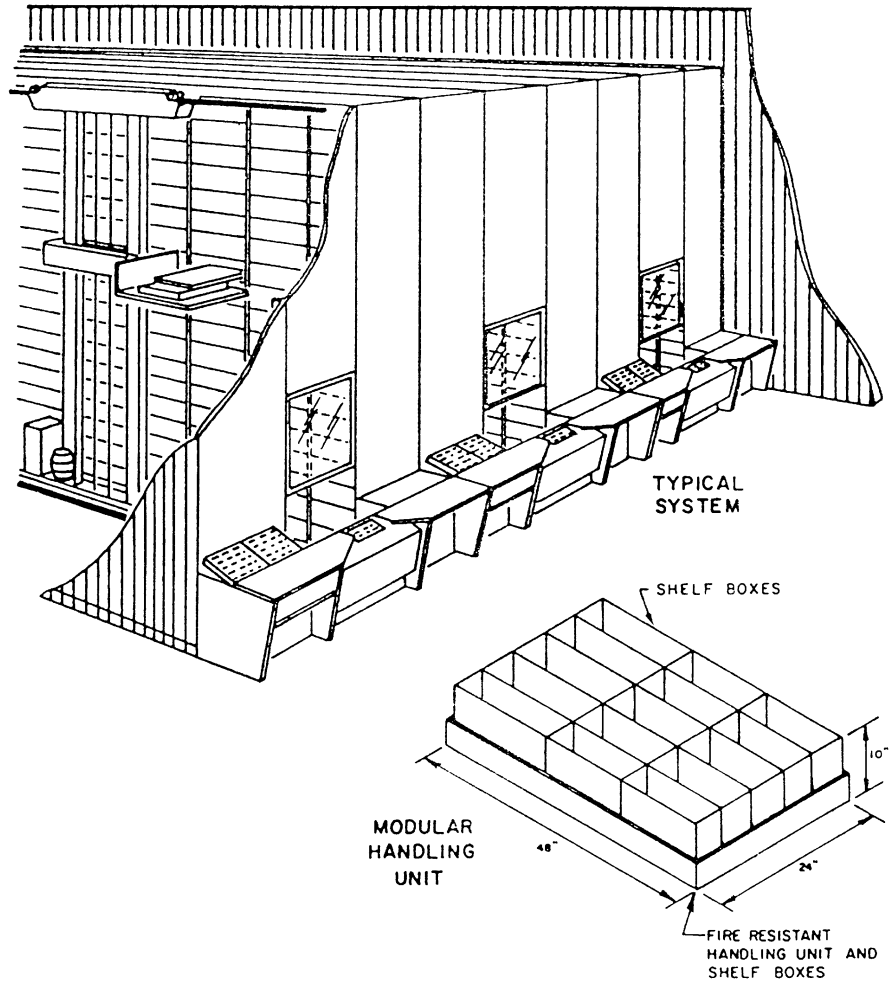 TYPICAL
SYSTEM
SHELF BOXES
10"
MODULAR
HANDLING
UNIT
48"
24"
FIRE RESISTANT
HANDLING UNIT AND
SHELF BOXES